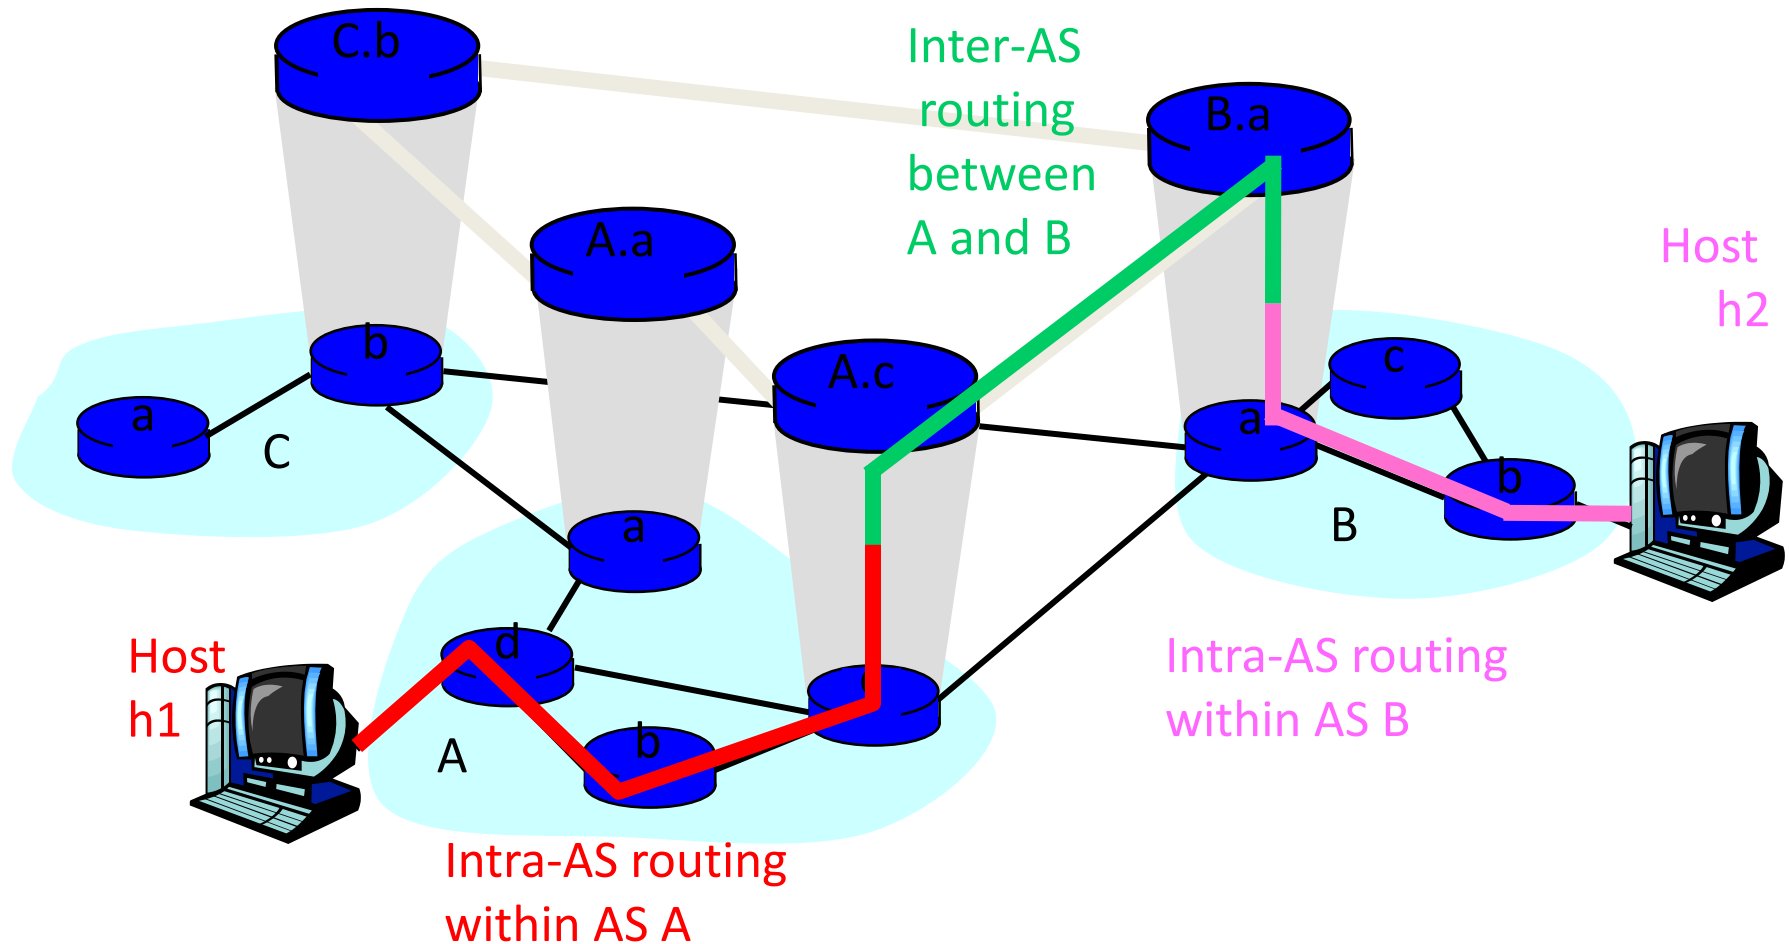 C.b
Inter-AS
routing
between
A and B
B.a
A.a
Host
h2
b
c
A.c
a
a
C
b
a
B
d
Host
h1
b
A
Intra-AS routing
within AS B
Intra-AS routing
within AS A